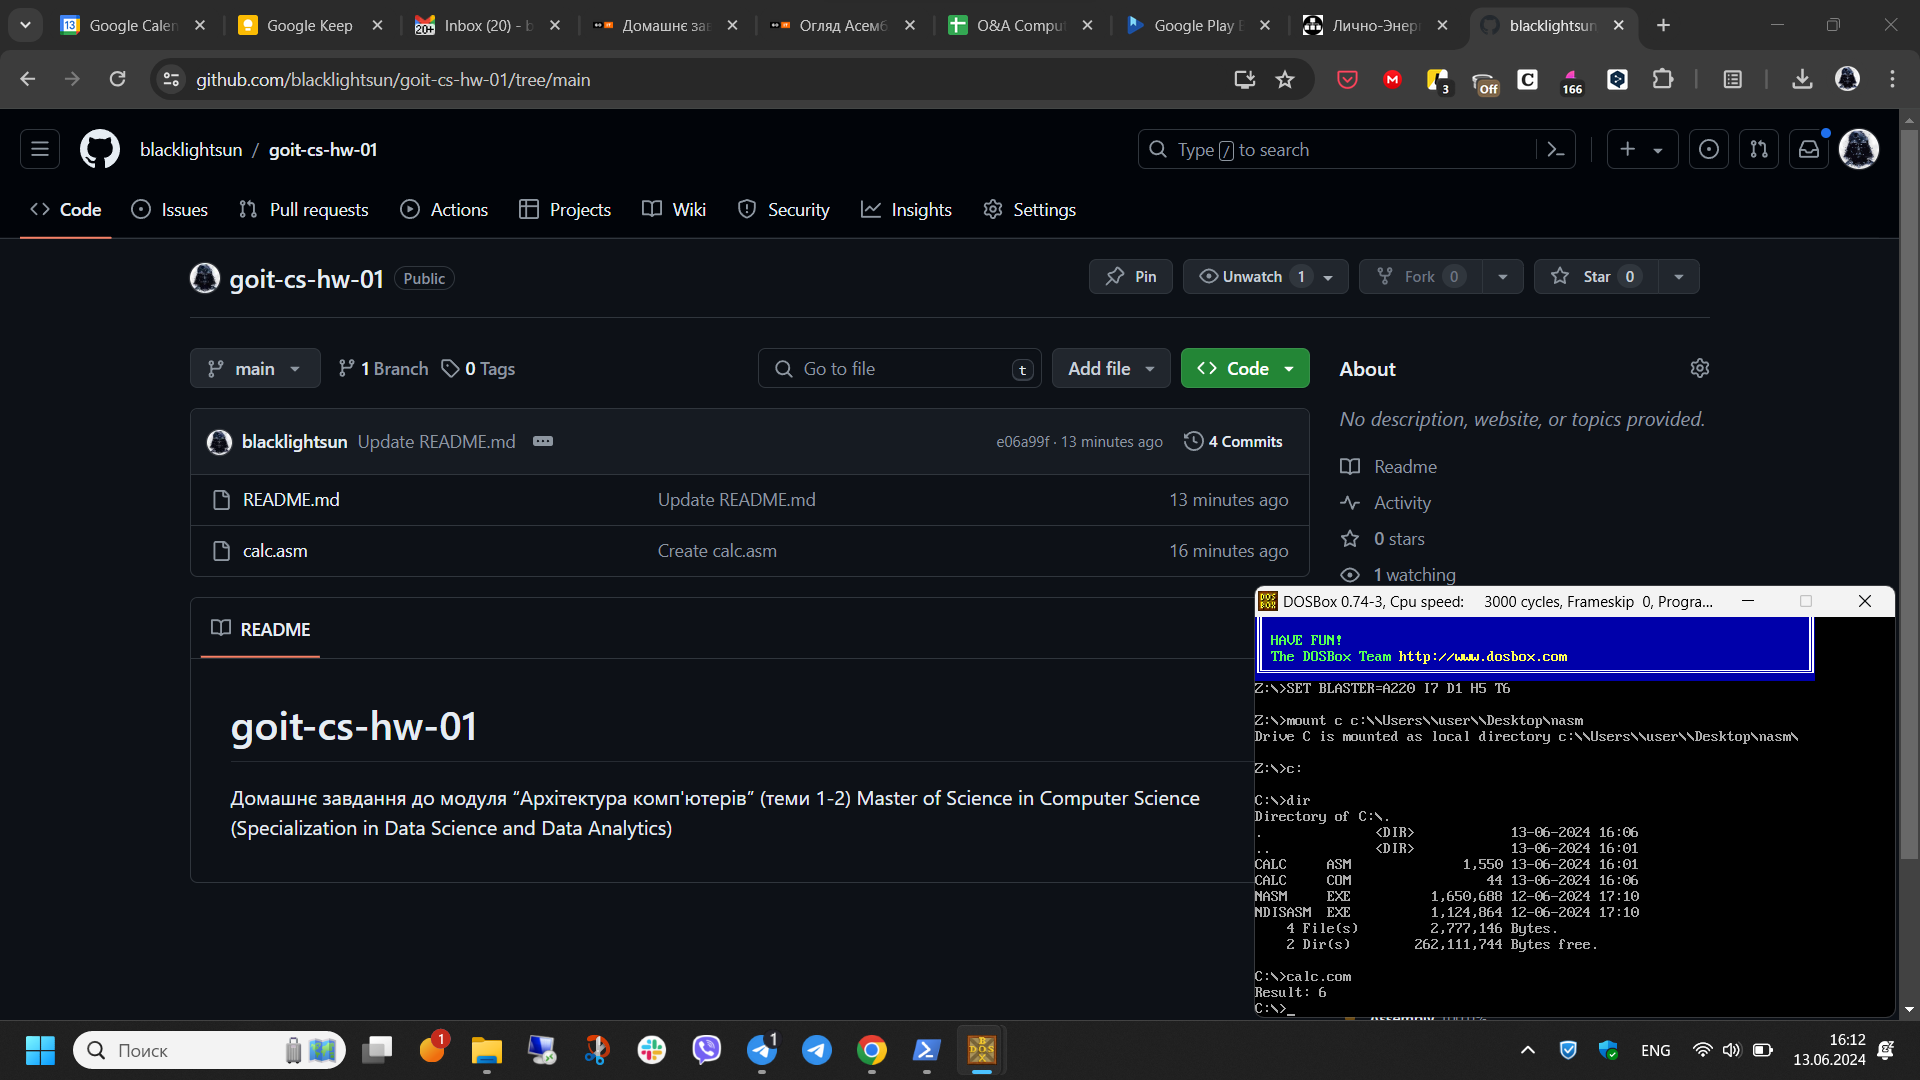 Google Calen
Google Keep
Inbox (20) - b
Домашнє зав
Огляд Асемб
Q&A Comput
Google Play B
Лично-Энерг
blacklightsun
github.com/blacklightsun/goit-cs-hw-01/tree/main
3
Off
166
blacklightsun / goit-cs-hw-01
Type / to search
Code
Issues
Pull requests
Actions
Projects
Wiki
Security
Insights
Settings
goit-cs-hw-01 Public
Pin
Unwatch 1
Fork 0
Star 0
main
1 Branch
0 Tags
Go to file
t
Add file
Code
About
No description, website, or topics provided.
blacklightsun Update README.md
e06a99f · 13 minutes ago
4 Commits
README.md Update README.md 13 minutes ago
calc.asm Create calc.asm 16 minutes ago
Readme
Activity
0 stars
1 watching
README
goit-cs-hw-01
Домашнє завдання до модуля “Архітектура комп'ютерів” (теми 1-2) Master of Science in Computer Science
(Specialization in Data Science and Data Analytics)
DOSBox 0.74-3, Cpu speed: 3000 cycles, Frameskip 0, Progra...
HAVE FUN!
The DOSBox Team http://www.dosbox.com
Z:\>SET BLASTER=A220 I7 D1 H5 T6
Z:\>mount c c:\\Users\\user\\Desktop\nasm
Drive C is mounted as local directory c:\\Users\\user\\Desktop\nasm\
Z:\>c:
C:\>dir
Directory of C:\.
. <DIR> 13-06-2024 16:06
.. <DIR> 13-06-2024 16:01
CALC ASM 1,550 13-06-2024 16:01
CALC COM 44 13-06-2024 16:06
NASM EXE 1,650,688 12-06-2024 17:10
NDISASM EXE 1,124,864 12-06-2024 17:10
4 File(s) 2,777,146 Bytes.
2 Dir(s) 262,111,744 Bytes free.
C:\>calc.com
Result: 6
C:\>_
Поиск
1
1
ENG
16:12
13.06.2024